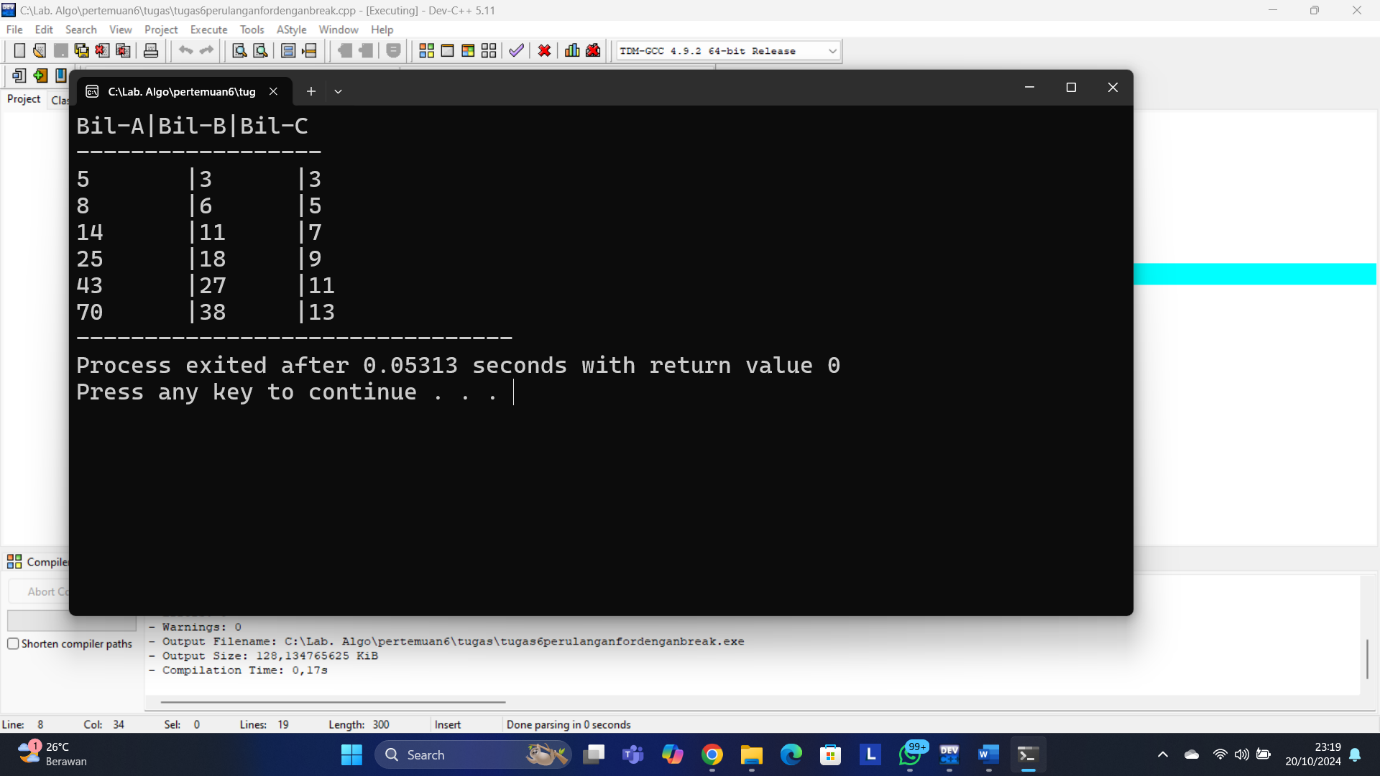 C:\Lab. Algo\pertemuan6\tugas\tugas6perulanganfordenganbreak.cpp - [Executing] - Dev-C++ 5.11
File Edit Search View Project Execute Tools AStyle Window Help
TDM-GCC 4.9.2 64-bit Release
Project
C:\Lab. Algo\pertemuan6\tug
Bil-A|Bil-B|Bil-C
------------------
5 |3 |3
8 |6 |5
14 |11 |7
25 |18 |9
43 |27 |11
70 |38 |13
--------------------------------
Process exited after 0.05313 seconds with return value 0
Press any key to continue . . .
Compiler
Abort Co
Shorten compiler paths
- Warnings: 0
- Output Filename: C:\Lab. Algo\pertemuan6\tugas\tugas6perulanganfordenganbreak.exe
- Output Size: 128,134765625 KiB
- Compilation Time: 0,17s
Line: 8 Col: 34 Sel: 0 Lines: 19 Length: 300 Insert Done parsing in 0 seconds
1
26°C
Berawan
Search
99+
DEV
23:19
20/10/2024